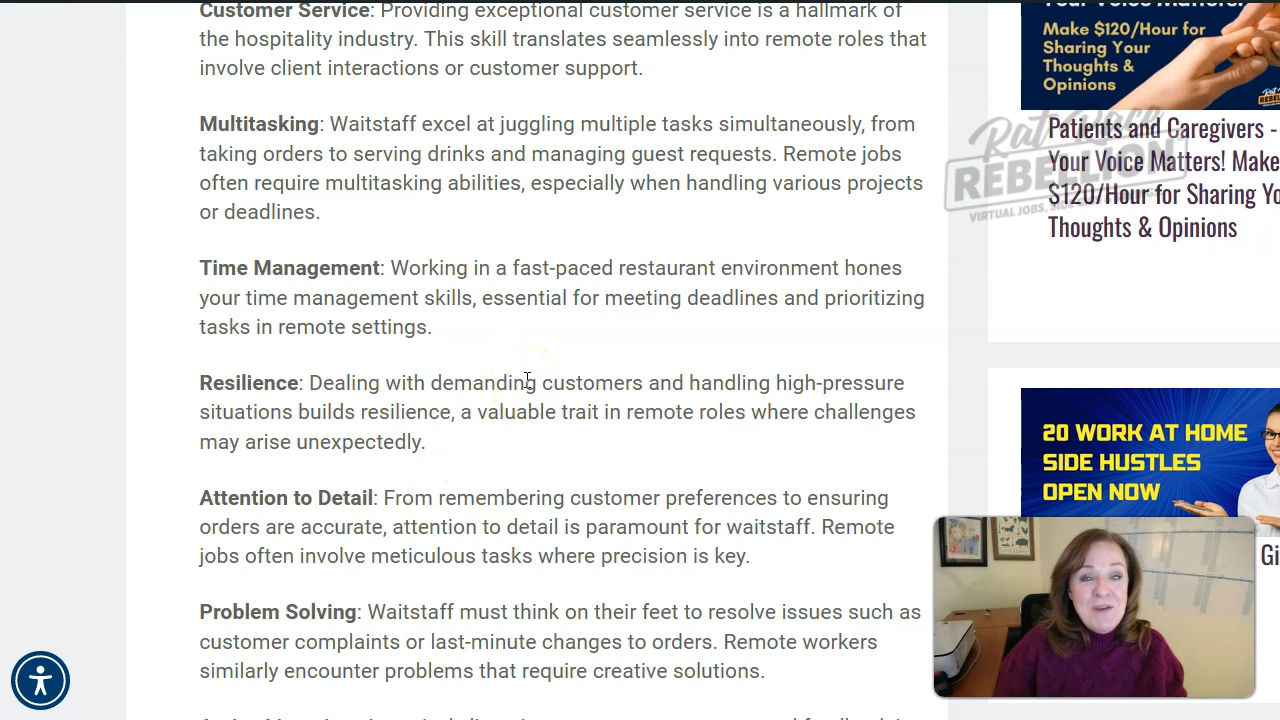 Customer Service: Providing exceptional customer service is a hallmark of
the hospitality industry. This skill translates seamlessly into remote roles that
involve client interactions or customer support.
Multitasking: Waitstaff excel at juggling multiple tasks simultaneously, from
taking orders to serving drinks and managing guest requests. Remote jobs
often require multitasking abilities, especially when handling various projects
or deadlines.
Time Management: Working in a fast-paced restaurant environment hones
your time management skills, essential for meeting deadlines and prioritizing
tasks in remote settings.
Resilience: Dealing with demanding customers and handling high-pressure
situations builds resilience, a valuable trait in remote roles where challenges
may arise unexpectedly.
Attention to Detail: From remembering customer preferences to ensuring
orders are accurate, attention to detail is paramount for waitstaff. Remote
jobs often involve meticulous tasks where precision is key.
Problem Solving: Waitstaff must think on their feet to resolve issues such as
customer complaints or last-minute changes to orders. Remote workers
similarly encounter problems that require creative solutions.
Your Voice Matters!
Make $120/Hour for
Sharing Your
Thoughts &
Opinions
Rat Race
REBELLION
VIRTUAL JOBS,
Patients and Caregivers -
Your Voice Matters! Make
$120/Hour for Sharing Yo
Thoughts & Opinions
20 WORK AT HOME
SIDE HUSTLES
OPEN NOW
Gi